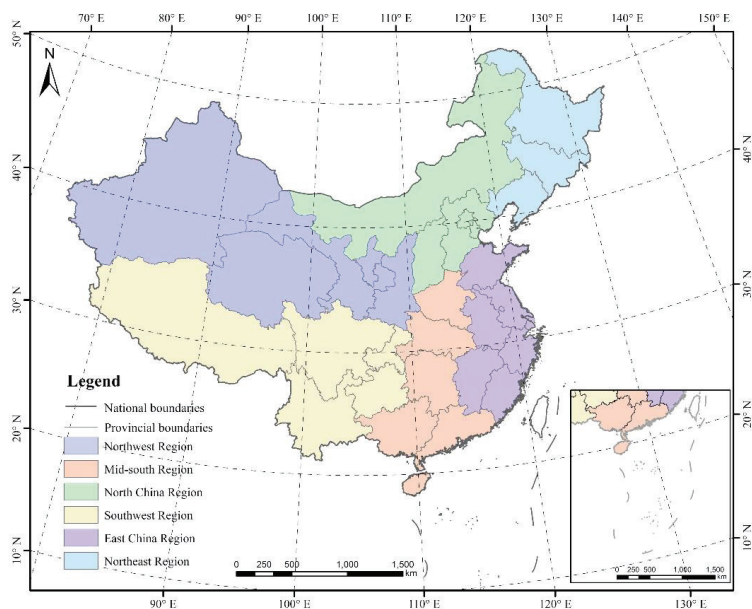 70° E 80° E 90° E 100° E 110° E 120° E 130° E 140° E 150° E
50° N
N
40° N
40° N
30° N
30° N
20° N
20° N
10° N
10° N
Legend
National boundaries
Provincial boundaries
Northwest Region
Mid-south Region
North China Region
Southwest Region
East China Region
Northeast Region
0 250 500 1,000 1,500
km
0 250 500 1,000 1,500
km
90° E 100° E 110° E 120° E 130° E